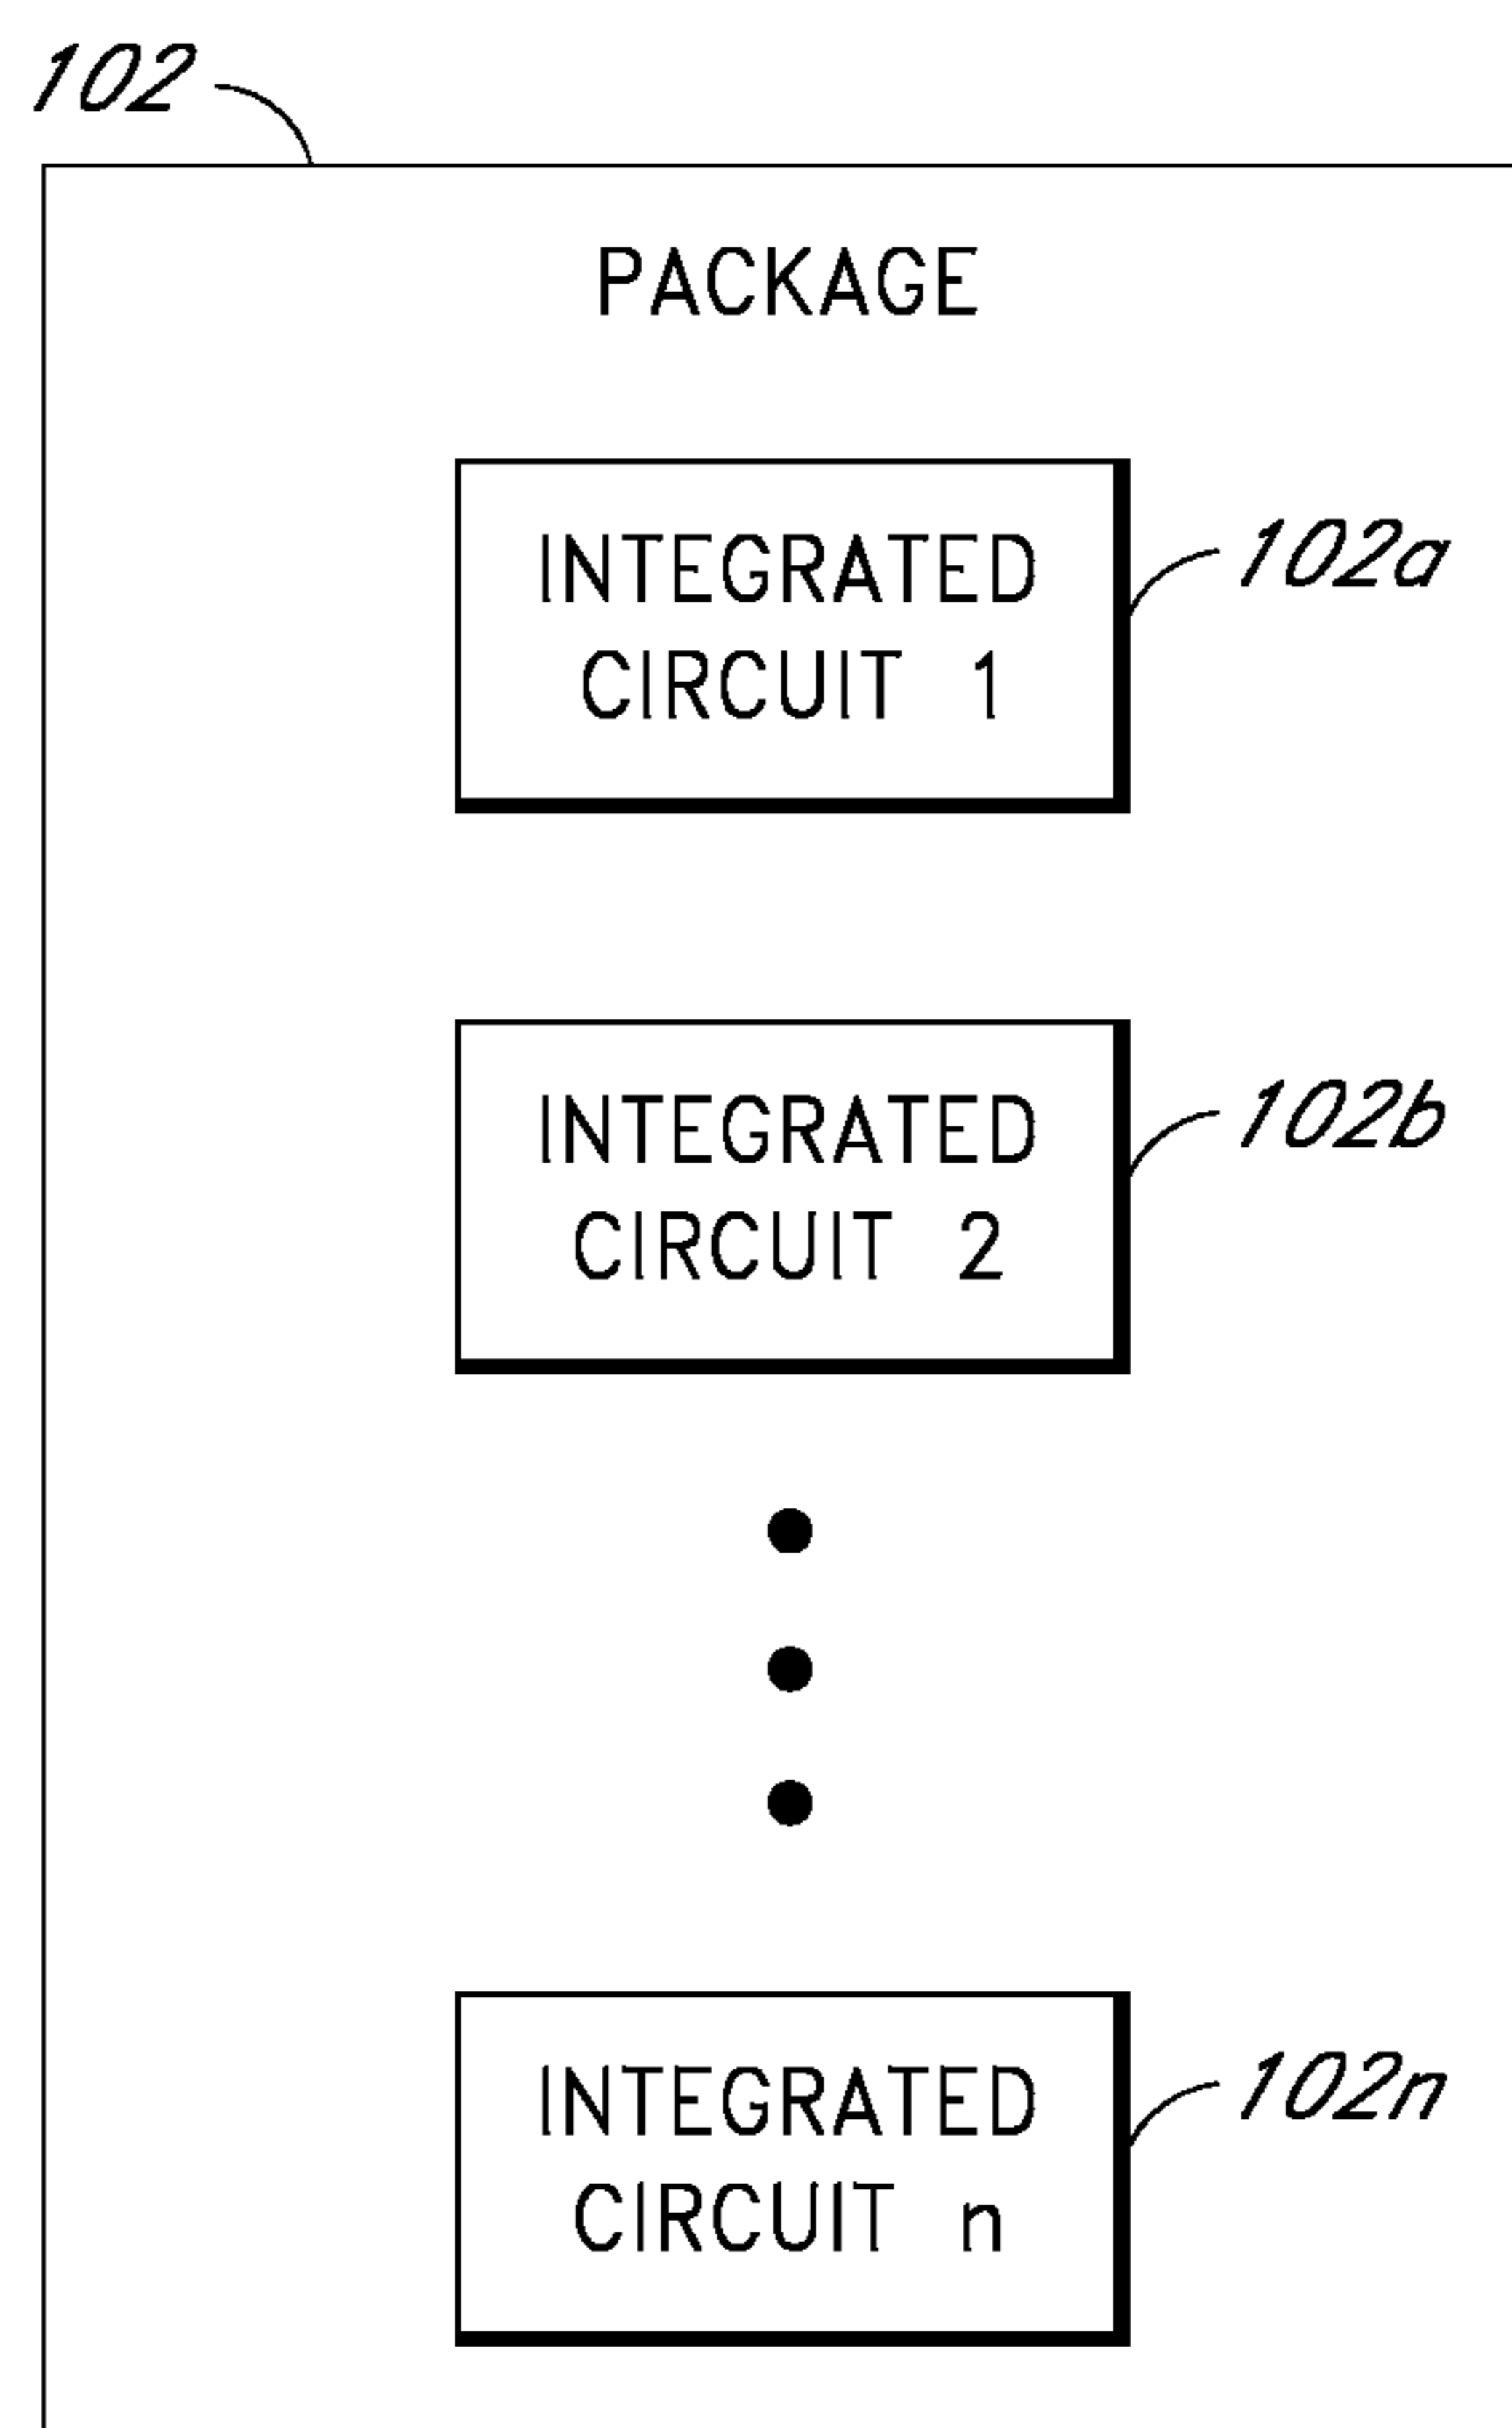 102
PACKAGE
INTEGRATED
CIRCUIT 1
102a
INTEGRATED
CIRCUIT 2
102b
INTEGRATED
CIRCUIT n
102n